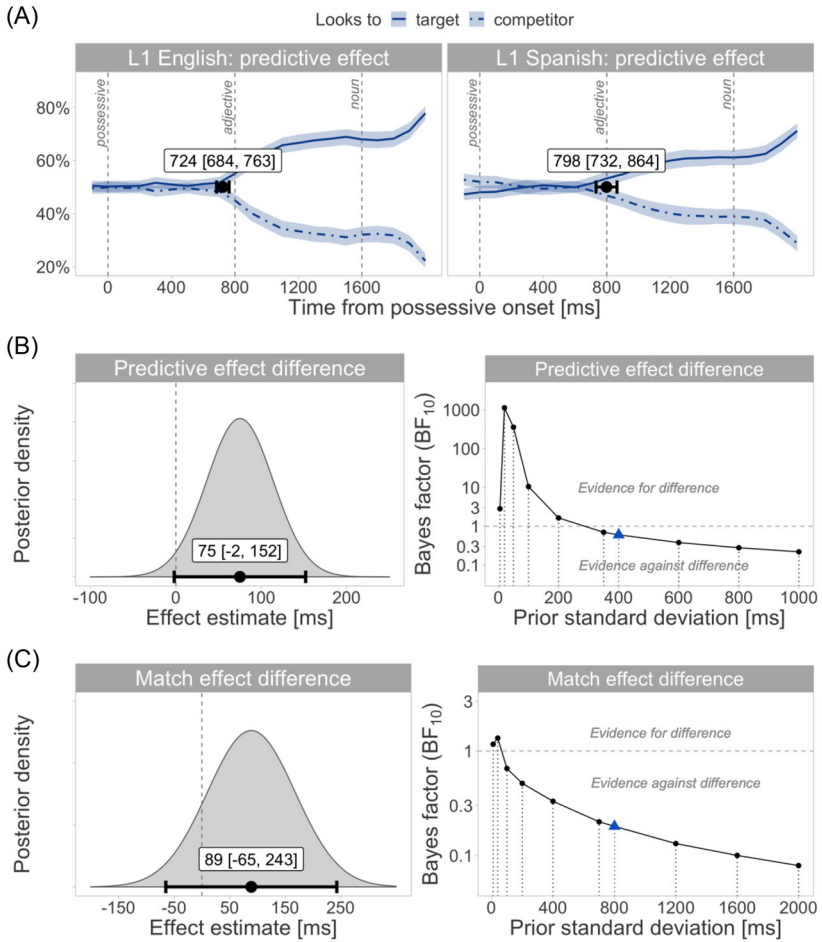 (A)
Looks to target competitor
L1 English: predictive effect
L1 Spanish: predictive effect
possessive
adjective
noun
possessive
adjective
noun
80%
60%
40%
20%
724 [684, 763]
798 [732, 864]
0 400 800 1200 1600
0 400 800 1200 1600
Time from possessive onset [ms]
(B)
Predictive effect difference
Posterior density
75 [-2, 152]
-100 0 100 200
Effect estimate [ms]
Predictive effect difference
Bayes factor (BF10)
1000
100
10
3
1
0.3
0.1
Evidence for difference
Evidence against difference
0 200 400 600 800 1000
Prior standard deviation [ms]
(C)
Match effect difference
Posterior density
89 [-65, 243]
-150 -50 50 150 250
Effect estimate [ms]
Match effect difference
Bayes factor (BF10)
3
1
0.3
0.1
Evidence for difference
Evidence against difference
0 400 800 1200 1600 2000
Prior standard deviation [ms]